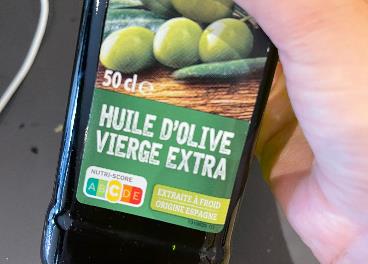 50 cl e
HUILE D'OLIVE
VIERGE EXTRA
NUTRI-SCORE
A B C D E
EXTRAITE À FROID
ORIGINE ESPAGNE